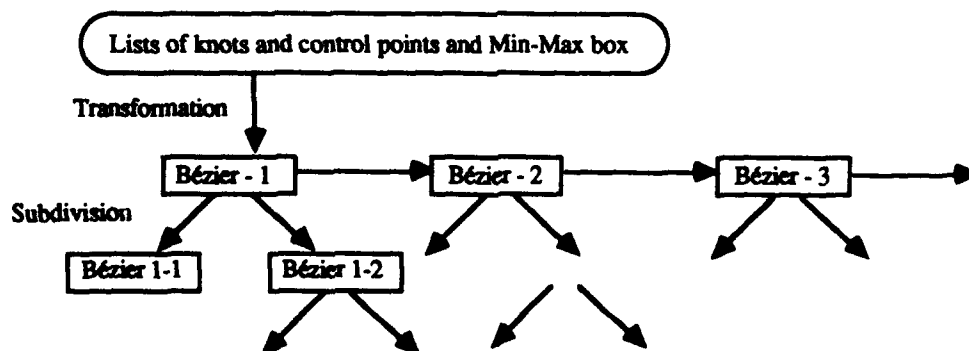 Lists of knots and control points and Min-Max box
Transformation
Bézier - 1
Bézier - 2
Bézier - 3
Subdivision
Bézier 1-1
Bézier 1-2